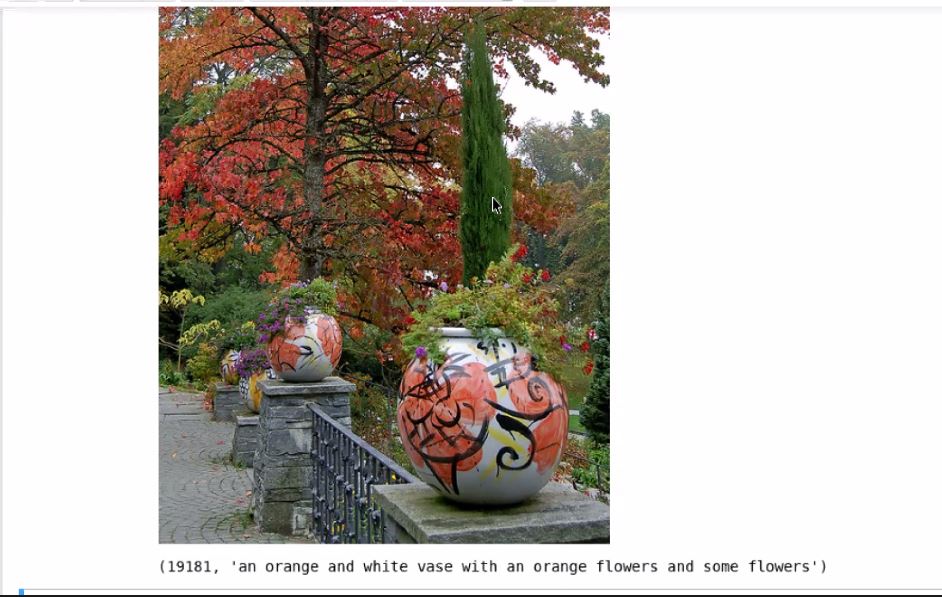 (19181, 'an orange and white vase with an orange flowers and some flowers')